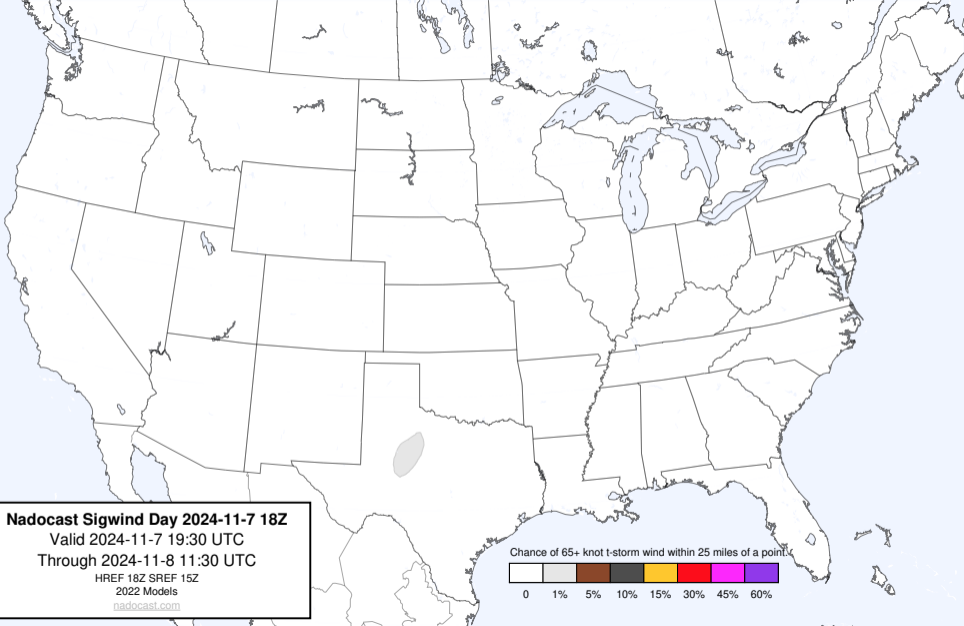 Nadocast Sigwind Day 2024-11-7 18Z
Valid 2024-11-7 19:30 UTC
Through 2024-11-8 11:30 UTC
HREF 18Z SREF 15Z
2022 Models
nadocast.com
Chance of 65+ knot t-storm wind within 25 miles of a point.
0 1% 5% 10% 15% 30% 45% 60%